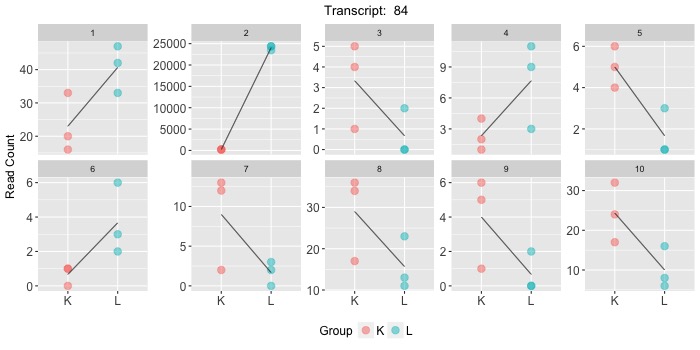 Transcript: 84
1 2 3 4 5
40 25000 5 9 6
30 20000 4 6 4
20 15000 3 3 2
10000 2
5000 1
0 0
Read Count
6 7 8 9 10
6 10 30 6 30
4 5 20 4 20
2 0 10 2 10
0 0
K L K L K L K L K L
Group K L